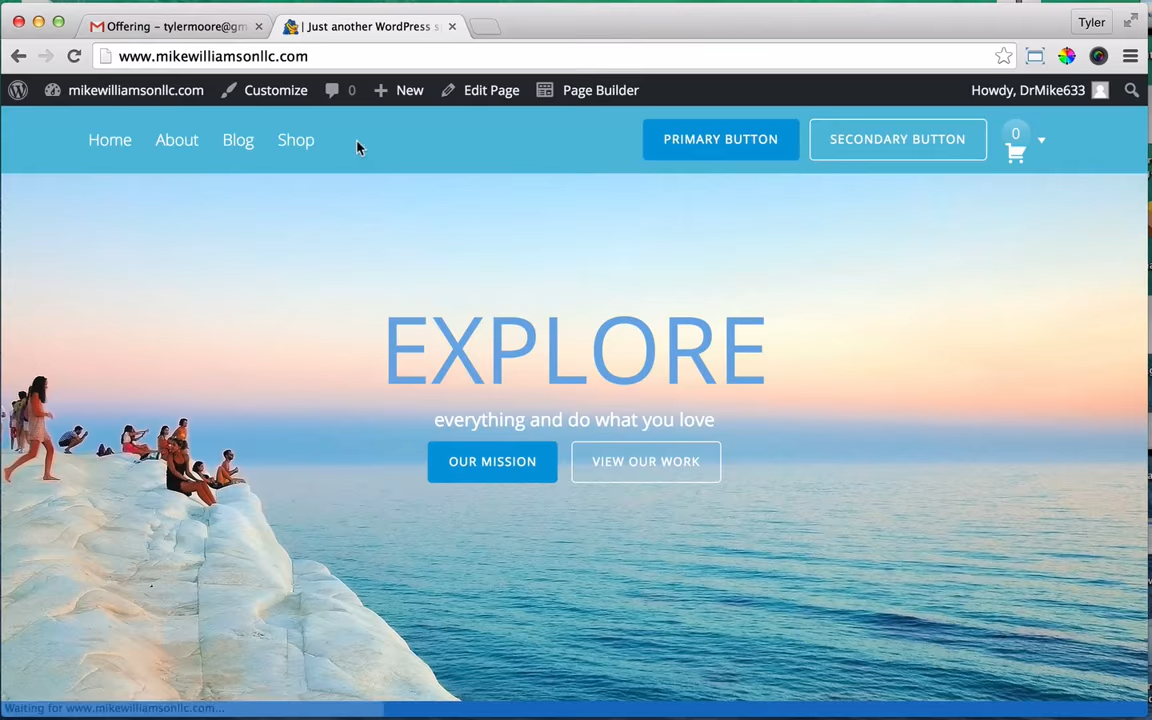 Offering – tylermoore@gm
| Just another WordPress s
Tyler
www.mikewilliamsonllc.com
mikewilliamsonllc.com
Customize
0
New
Edit Page
Page Builder
Howdy, DrMike633
Home
About
Blog
Shop
PRIMARY BUTTON
SECONDARY BUTTON
0
EXPLORE
everything and do what you love
OUR MISSION
VIEW OUR WORK
Waiting for www.mikewilliamsonllc.com...